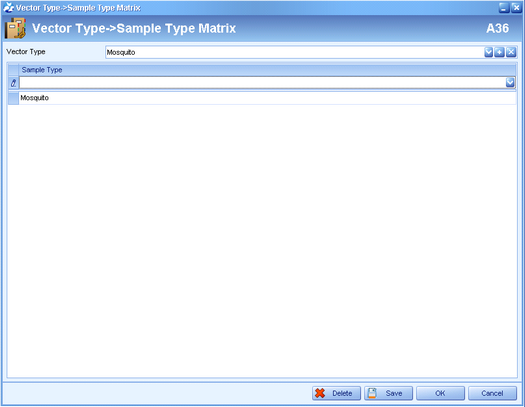 Vector Type->Sample Type Matrix
Vector Type->Sample Type Matrix A36
Vector Type Mosquito
Sample Type
Mosquito
Delete Save OK Cancel